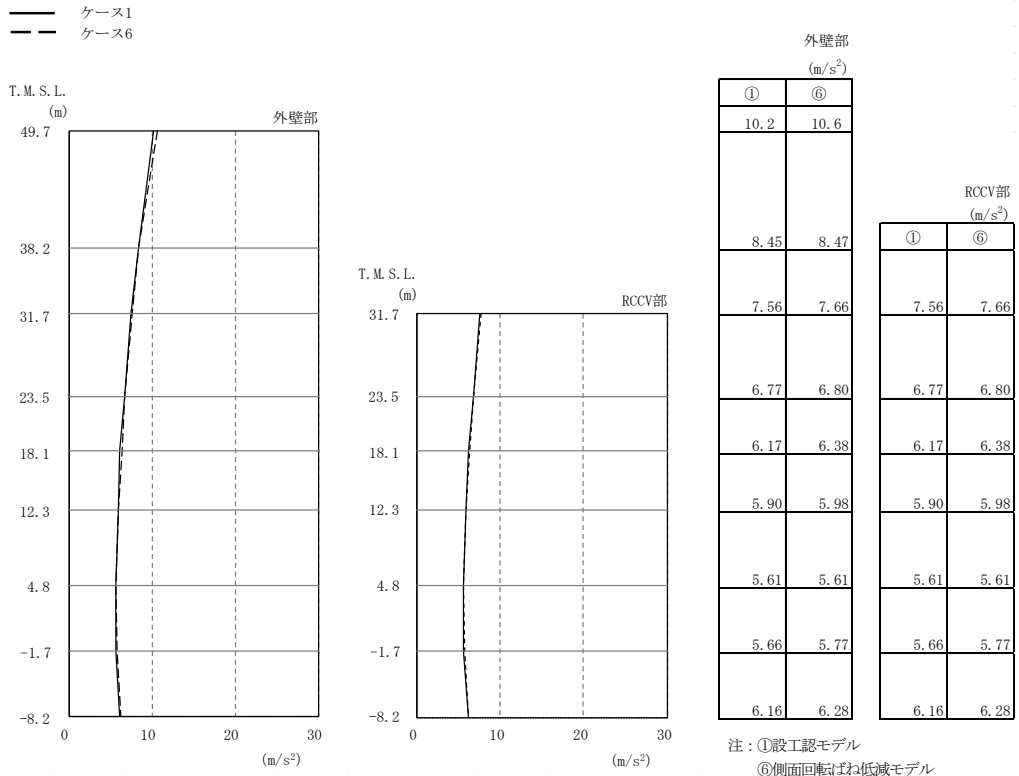 ケース1
ケース6
T.M.S.L.
(m)
外壁部
49.7
38.2
31.7
23.5
18.1
12.3
4.8
-1.7
-8.2
0 10 20 30
(m/s²)
T.M.S.L.
(m)
RCCV部
31.7
23.5
18.1
12.3
4.8
-1.7
-8.2
0 10 20 30
(m/s²)
外壁部
(m/s²)
① ⑥
10.2 10.6
8.45 8.47
7.56 7.66
6.77 6.80
6.17 6.38
5.90 5.98
5.61 5.61
5.66 5.77
6.16 6.28
RCCV部
(m/s²)
① ⑥
7.56 7.66
6.77 6.80
6.17 6.38
5.90 5.98
5.61 5.61
5.66 5.77
6.16 6.28
注：①設工認モデル
⑥側面回転ばね低減モデル